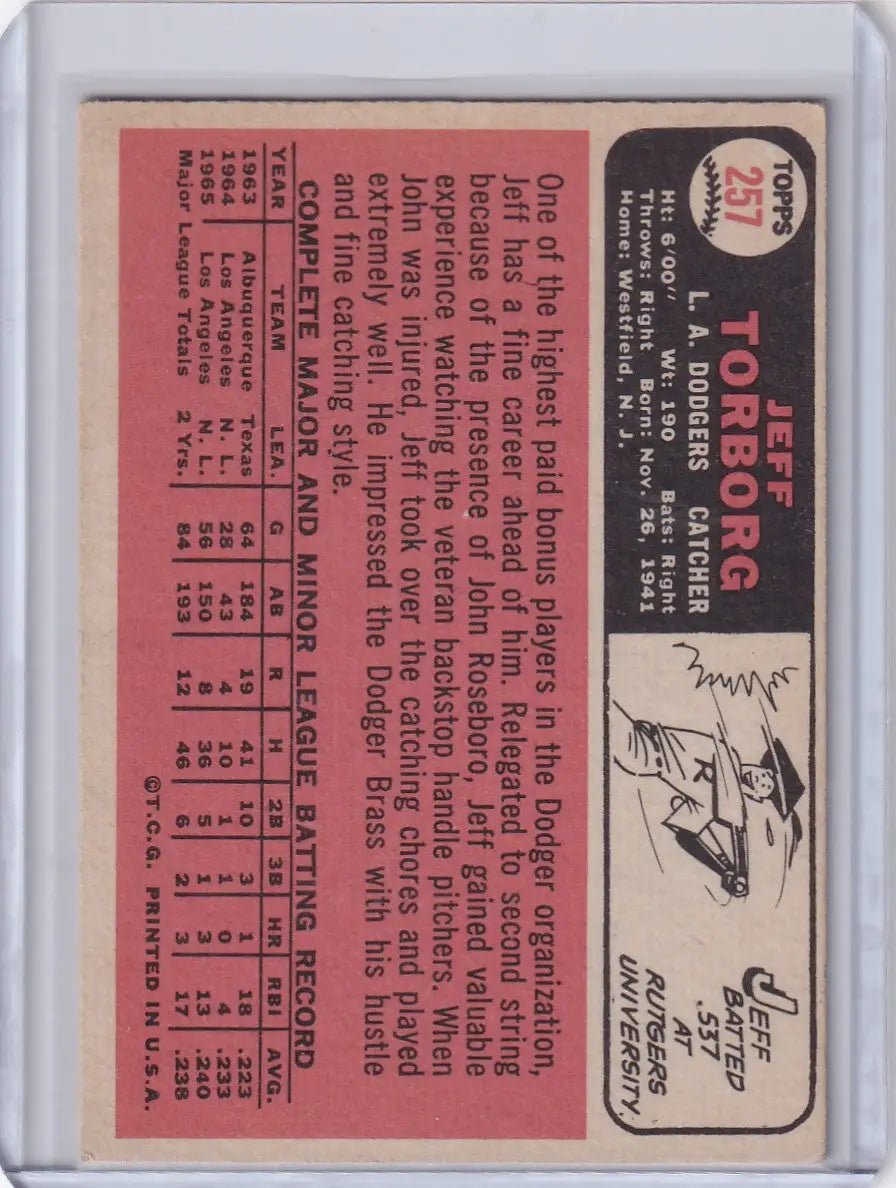 TOPPS
257
JEFF
TORBORG
L. A. DODGERS CATCHER
Ht: 6'00" Wt: 190 Bats: Right
Throws: Right Born: Nov. 26, 1941
Home: Westfield, N. J.
R
JEFF
BATTED
.537
AT
RUTGERS
UNIVERSITY.
One of the highest paid bonus players in the Dodger organization,
Jeff has a fine career ahead of him. Relegated to second string
because of the presence of John Roseboro, Jeff gained valuable
experience watching the veteran backstop handle pitchers. When
John was injured, Jeff took over the catching chores and played
extremely well. He impressed the Dodger Brass with his hustle
and fine catching style.
COMPLETE MAJOR AND MINOR LEAGUE BATTING RECORD
YEAR TEAM LEA. G AB R H 2B 3B HR RBI AVG.
1963 Albuquerque Texas 64 184 19 41 10 3 1 18 .223
1964 Los Angeles N. L. 28 43 4 10 1 1 0 4 .233
1965 Los Angeles N. L. 56 150 8 36 5 1 3 13 .240
Major League Totals 2 Yrs. 84 193 12 46 6 2 3 17 .238
©T.C.G. PRINTED IN U.S.A.